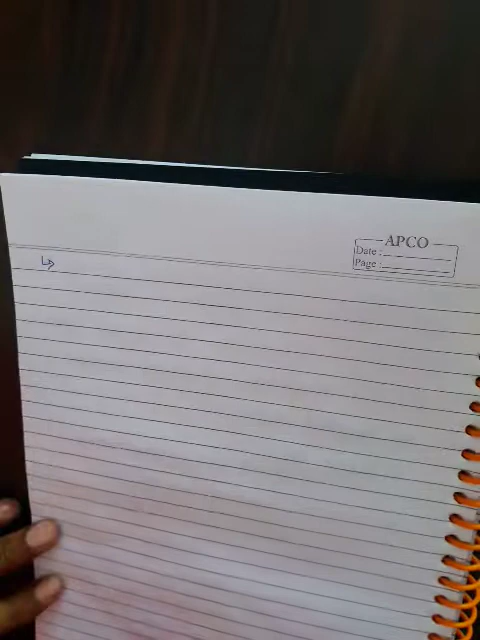 APCO
Date :
Page :
↳